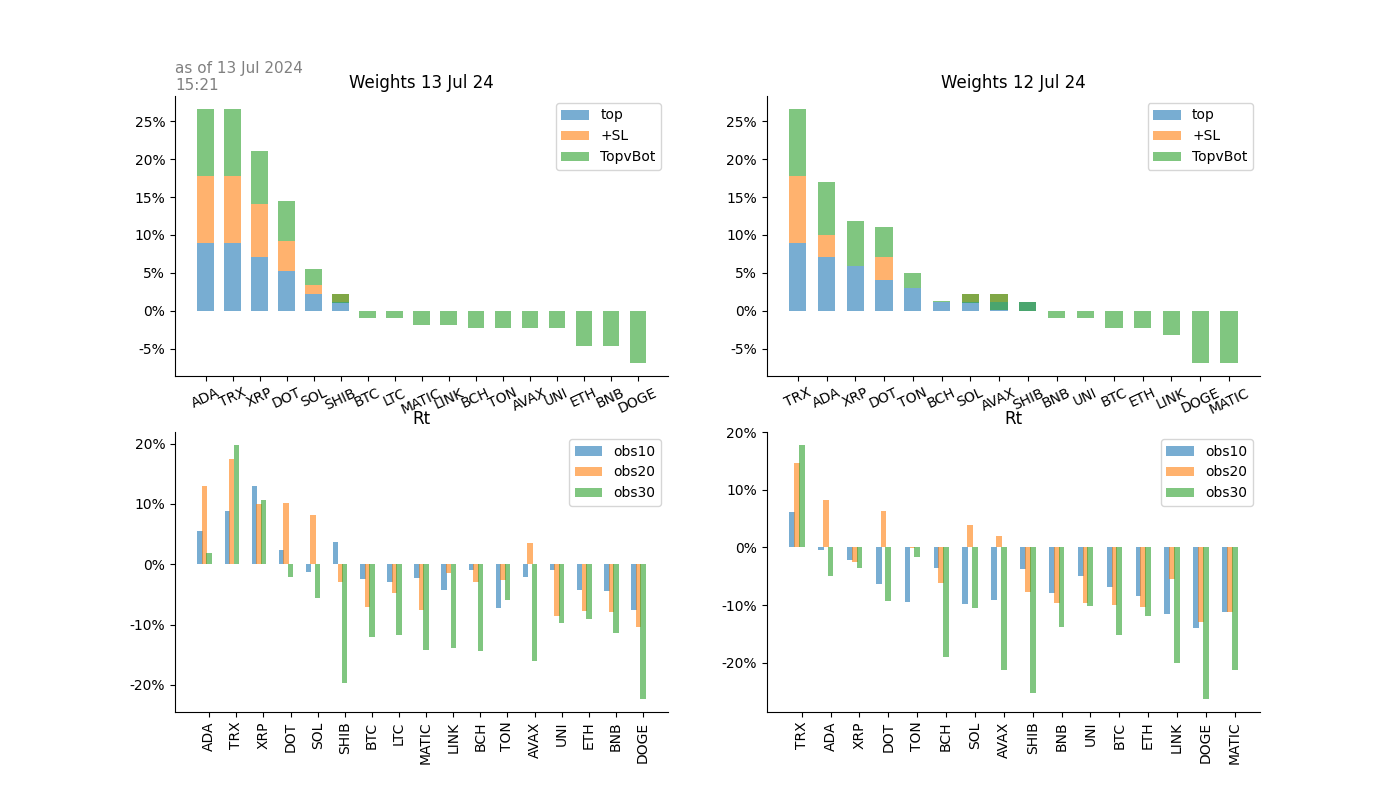 as of 13 Jul 2024
15:21
Weights 13 Jul 24
25%
20%
15%
10%
5%
0%
-5%
top
+SL
TopvBot
ADA TRX XRP DOT SOL SHIB BTC LTC MATIC LINK BCH TON AVAX UNI ETH BNB DOGE
Weights 12 Jul 24
25%
20%
15%
10%
5%
0%
-5%
top
+SL
TopvBot
TRX ADA XRP DOT TON BCH SOL AVAX SHIB BNB UNI BTC ETH LINK DOGE MATIC
Rt
20%
10%
0%
-10%
-20%
obs10
obs20
obs30
ADA TRX XRP DOT SOL SHIB BTC LTC MATIC LINK BCH TON AVAX UNI ETH BNB DOGE
Rt
20%
10%
0%
-10%
-20%
obs10
obs20
obs30
TRX ADA XRP DOT TON BCH SOL AVAX SHIB BNB UNI BTC ETH LINK DOGE MATIC